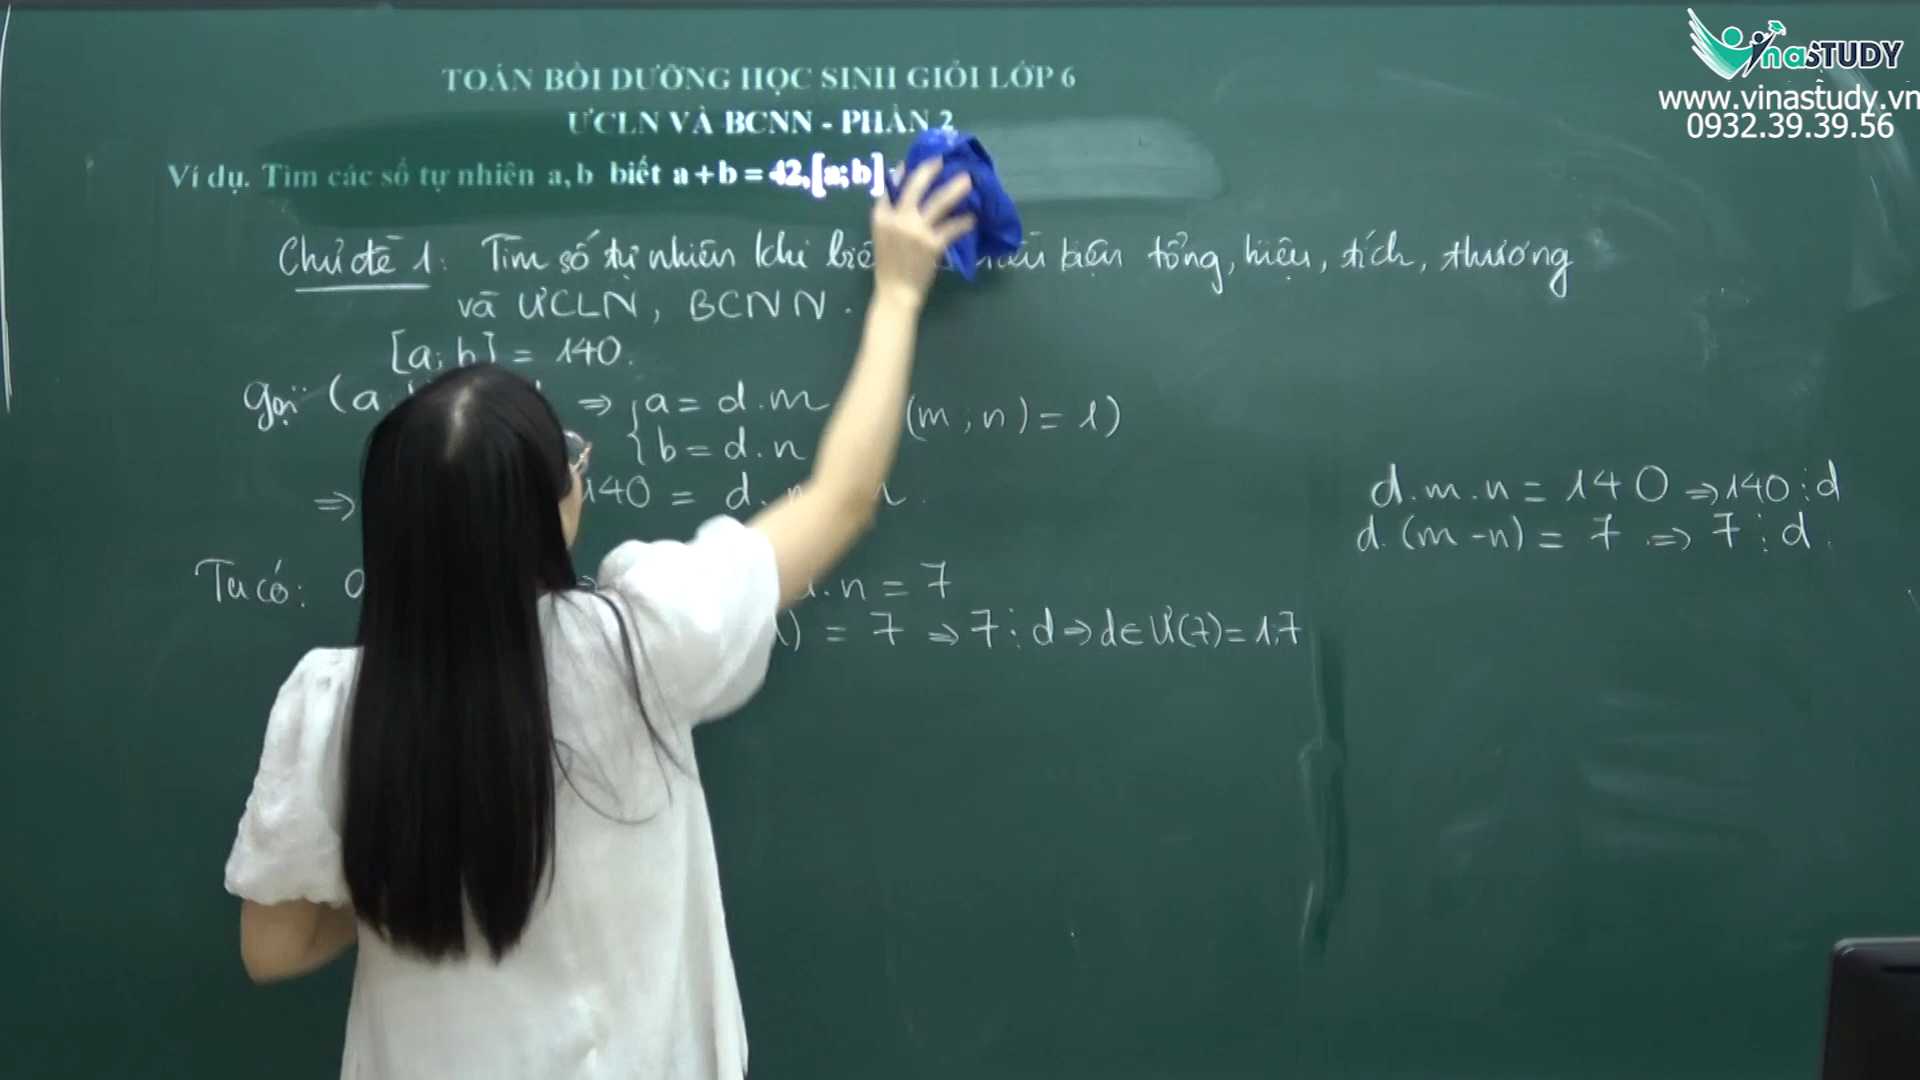 VinaSTUDY
www.vinastudy.vn
0932.39.39.56
TOÁN BỒI DƯỠNG HỌC SINH GIỎI LỚP 6
ƯCLN VÀ BCNN - PHẦN 2
Ví dụ. Tìm các số tự nhiên a, b biết a + b = 42, [a; b]
Chủ đề 1: Tìm số tự nhiên khi kiện tổng, hiệu, tích, thương
và ƯCLN, BCNN.
[a; b] = 140.
Gọi (a ⇒ { a = d.m (m; n) = 1)
b = d.n
⇒ 140 = d.
d.m.n = 140 ⇒ 140 ⋮ d
d.(m - n) = 7 ⇒ 7 ⋮ d.
Ta có: .n = 7
) = 7 ⇒ 7 ⋮ d ⇒ d ∈ Ư(7) = 1,7